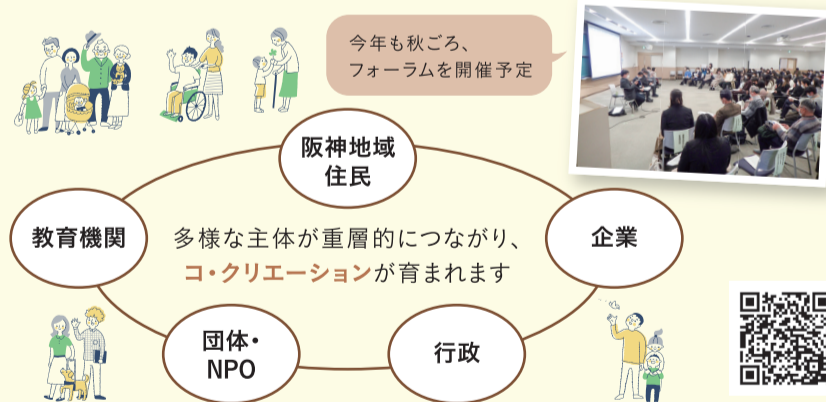 今年も秋ごろ、
フォーラムを開催予定
阪神地域
住民
教育機関
多様な主体が重層的につながり、
コ・クリエーションが育まれます
企業
団体・
NPO
行政